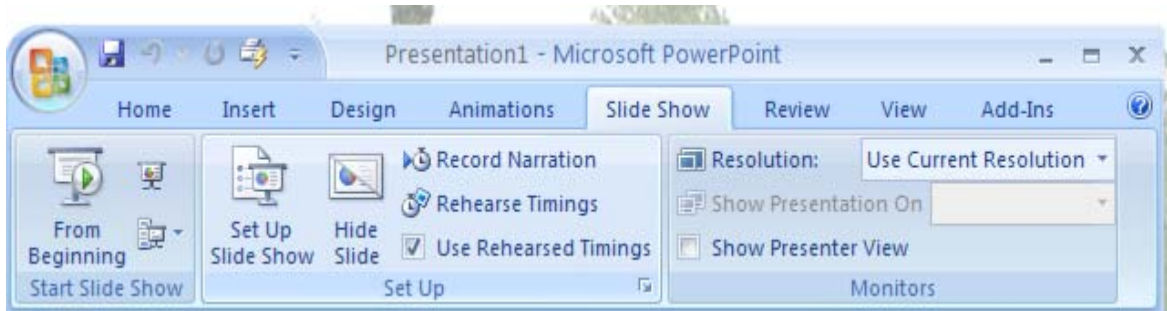 Presentation1 - Microsoft PowerPoint
Home Insert Design Animations Slide Show Review View Add-Ins
From
Beginning
Start Slide Show
Set Up
Slide Show
Hide
Slide
Record Narration
Rehearse Timings
Use Rehearsed Timings
Set Up
Resolution: Use Current Resolution
Show Presentation On
Show Presenter View
Monitors